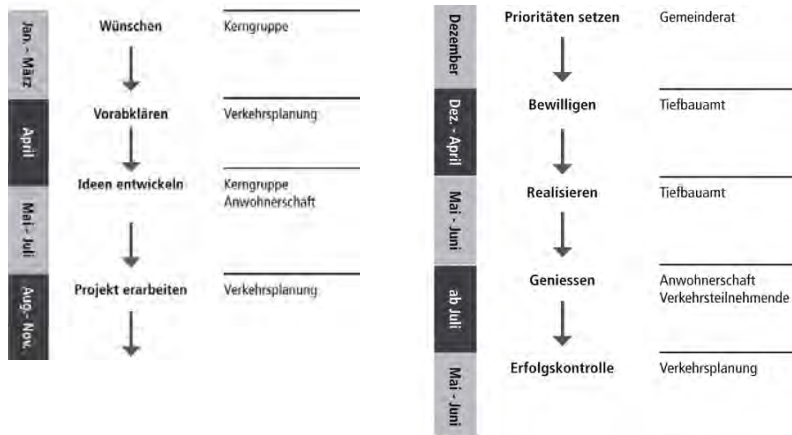 Jan. - März
Wünschen
Kerngruppe
April
Vorabklären
Verkehrsplanung
Mai - Juli
Ideen entwickeln
Kerngruppe
Anwohnerschaft
Aug.- Nov.
Projekt erarbeiten
Verkehrsplanung
Dezember
Prioritäten setzen
Gemeinderat
Dez. - April
Bewilligen
Tiefbauamt
Mai - Juni
Realisieren
Tiefbauamt
ab Juli
Geniessen
Anwohnerschaft
Verkehrsteilnehmende
Mai - Juni
Erfolgskontrolle
Verkehrsplanung